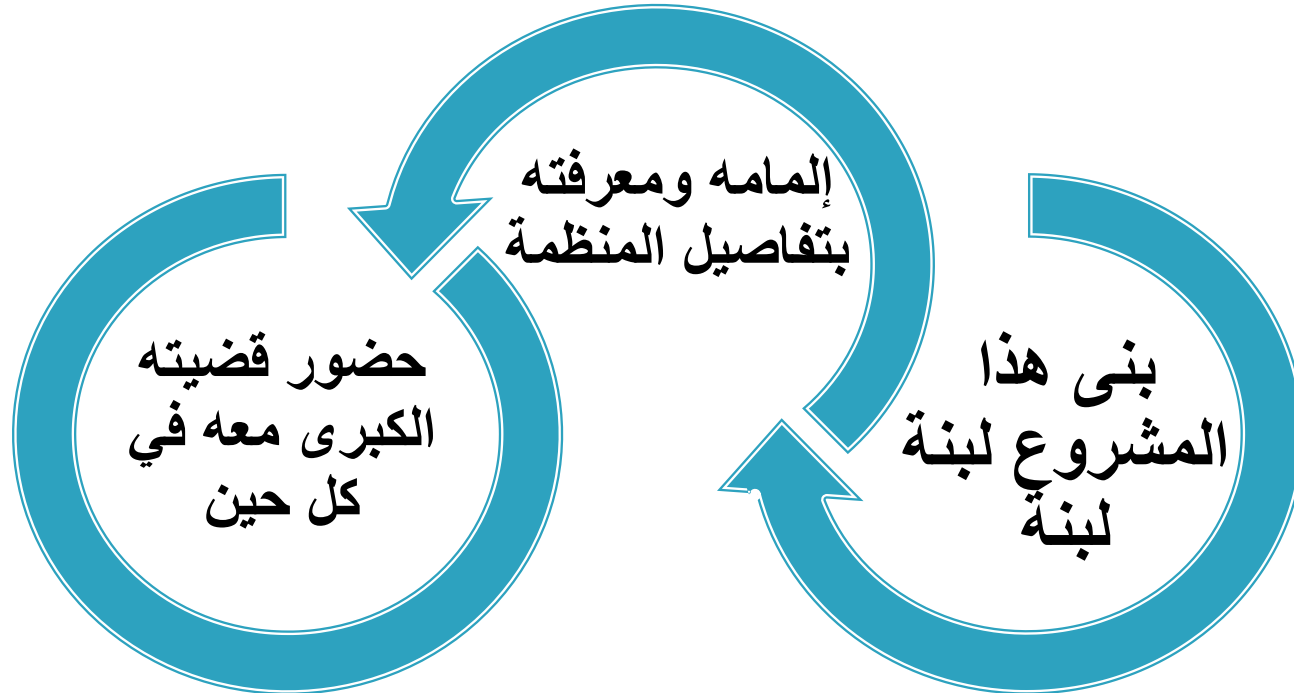 بنى هذا
المشروع لبنة
لبنة
إلمامه ومعرفته
بتفاصيل المنظمة
حضور قضيته
الكبرى معه في
كل حين